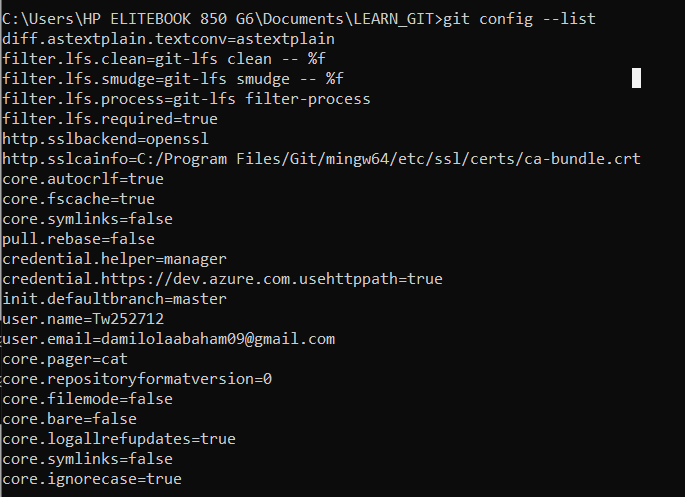 C:\Users\HP ELITEBOOK 850 G6\Documents\LEARN_GIT>git config --list
diff.astextplain.textconv=astextplain
filter.lfs.clean=git-lfs clean -- %f
filter.lfs.smudge=git-lfs smudge -- %f
filter.lfs.process=git-lfs filter-process
filter.lfs.required=true
http.sslbackend=openssl
http.sslcainfo=C:/Program Files/Git/mingw64/etc/ssl/certs/ca-bundle.crt
core.autocrlf=true
core.fscache=true
core.symlinks=false
pull.rebase=false
credential.helper=manager
credential.https://dev.azure.com.usehttppath=true
init.defaultbranch=master
user.name=Tw252712
user.email=damilolaabaham09@gmail.com
core.pager=cat
core.repositoryformatversion=0
core.filemode=false
core.bare=false
core.logallrefupdates=true
core.symlinks=false
core.ignorecase=true